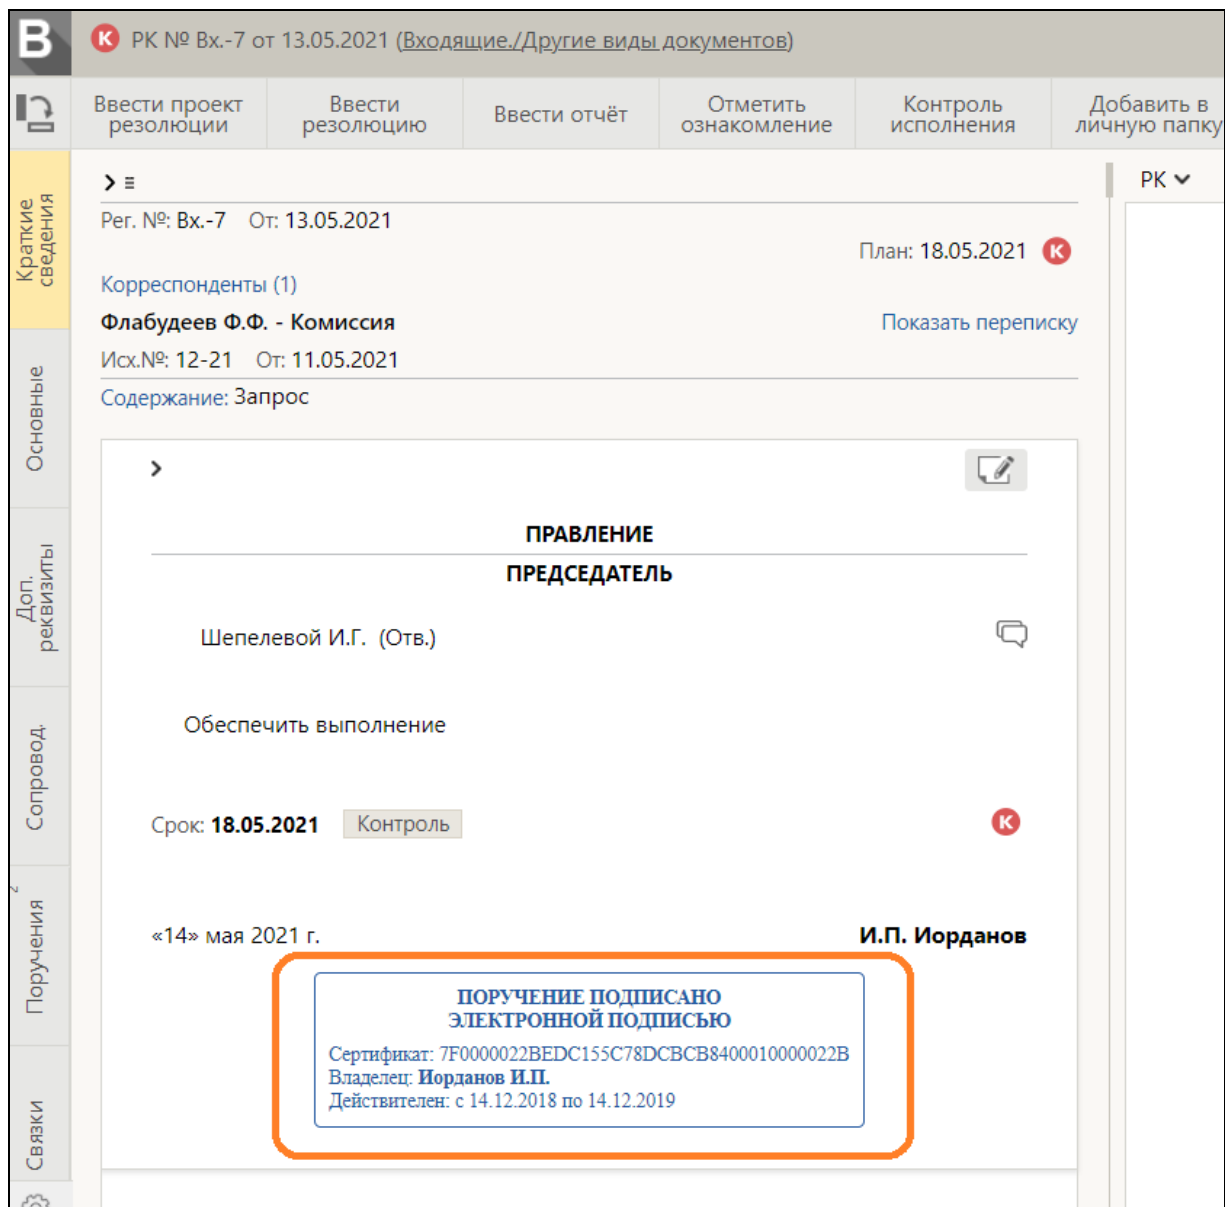 В
К РК № Вх.-7 от 13.05.2021 (Входящие./Другие виды документов)
Ввести проект резолюции
Ввести резолюцию
Ввести отчёт
Отметить ознакомление
Контроль исполнения
Добавить в личную папку
Краткие сведения
Основные
Доп. реквизиты
Сопровод.
Поручения 2
Связки
Рег. №: Вх.-7 От: 13.05.2021
План: 18.05.2021 К
Корреспонденты (1)
Флабудеев Ф.Ф. - Комиссия
Показать переписку
Исх.№: 12-21 От: 11.05.2021
Содержание: Запрос
ПРАВЛЕНИЕ
ПРЕДСЕДАТЕЛЬ
Шепелевой И.Г. (Отв.)
Обеспечить выполнение
Срок: 18.05.2021 Контроль К
«14» мая 2021 г. И.П. Иорданов
ПОРУЧЕНИЕ ПОДПИСАНО
ЭЛЕКТРОННОЙ ПОДПИСЬЮ
Сертификат: 7F0000022BEDC155C78DCBCB8400010000022B
Владелец: Иорданов И.П.
Действителен: с 14.12.2018 по 14.12.2019
РК